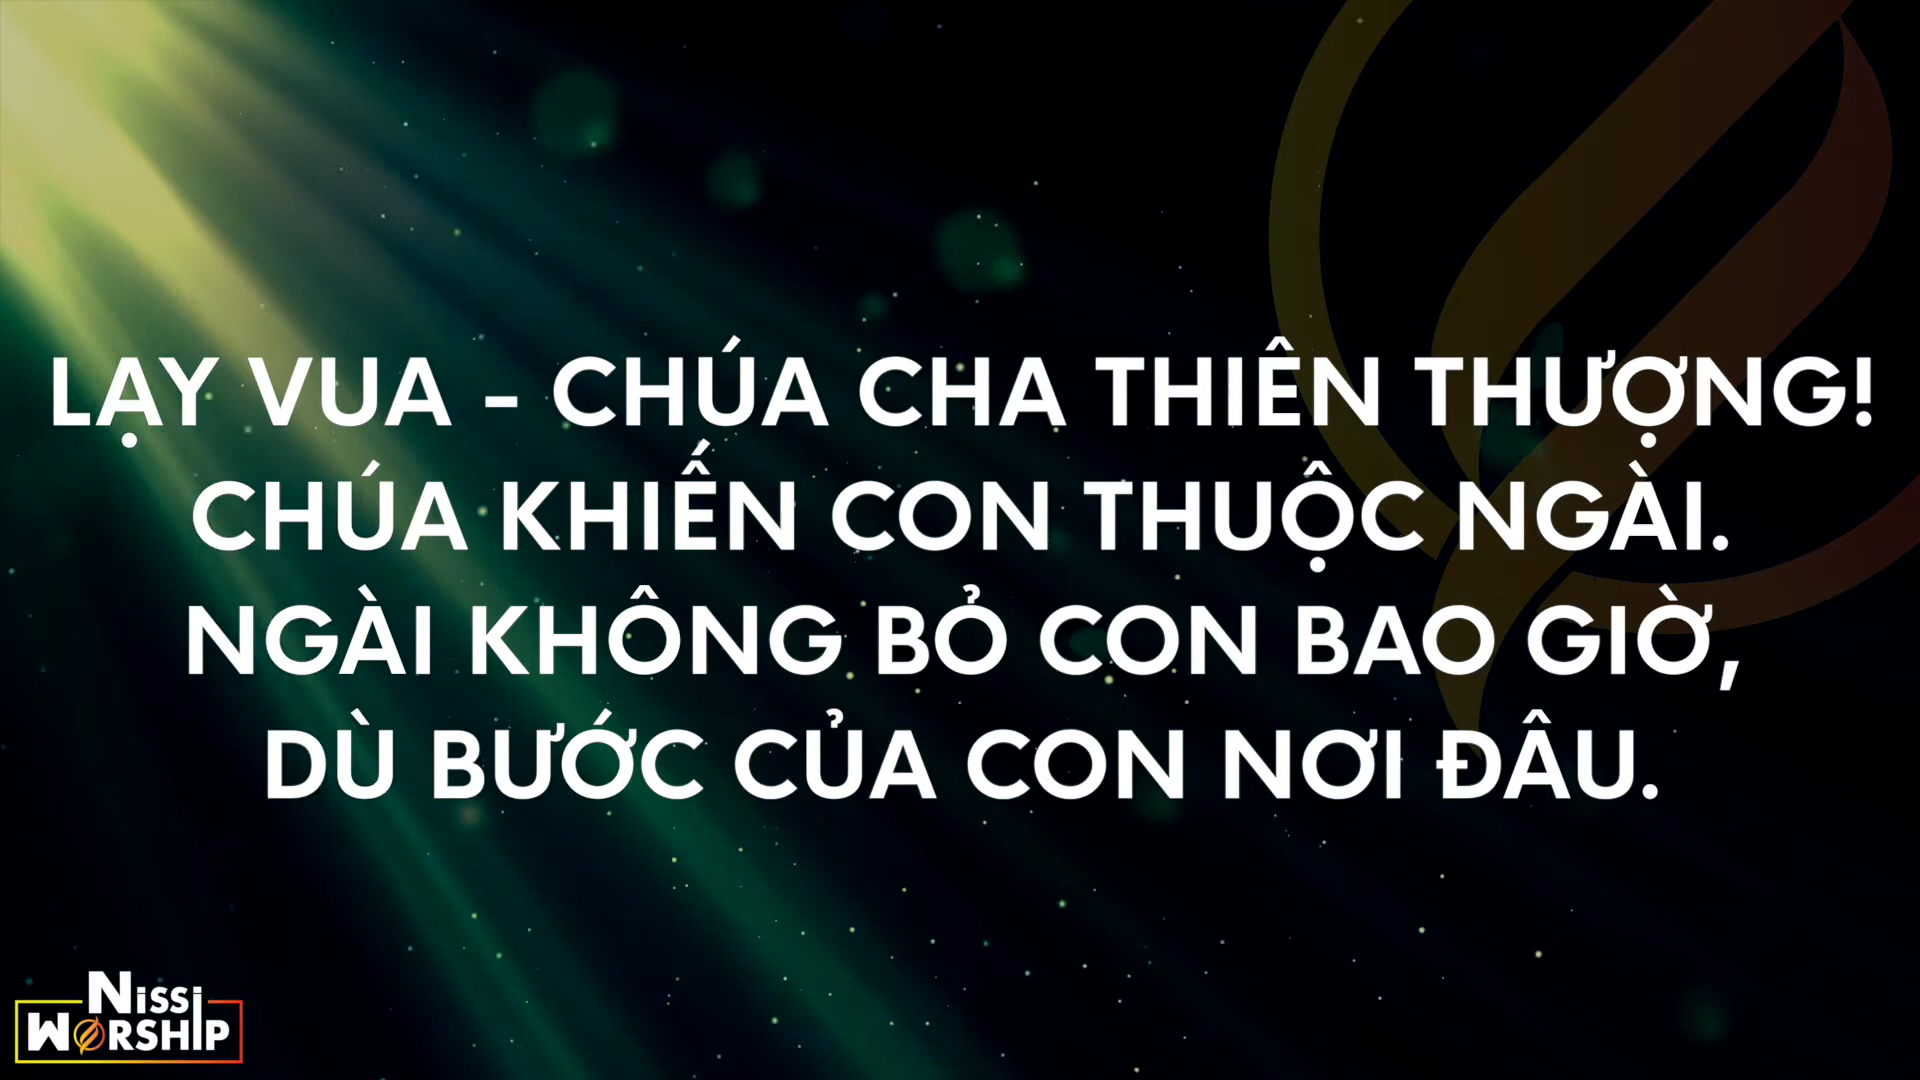 LẠY VUA - CHÚA CHA THIÊN THƯỢNG!
CHÚA KHIẾN CON THUỘC NGÀI.
NGÀI KHÔNG BỎ CON BAO GIỜ,
DÙ BƯỚC CỦA CON NƠI ĐÂU.
NISSI
WORSHIP